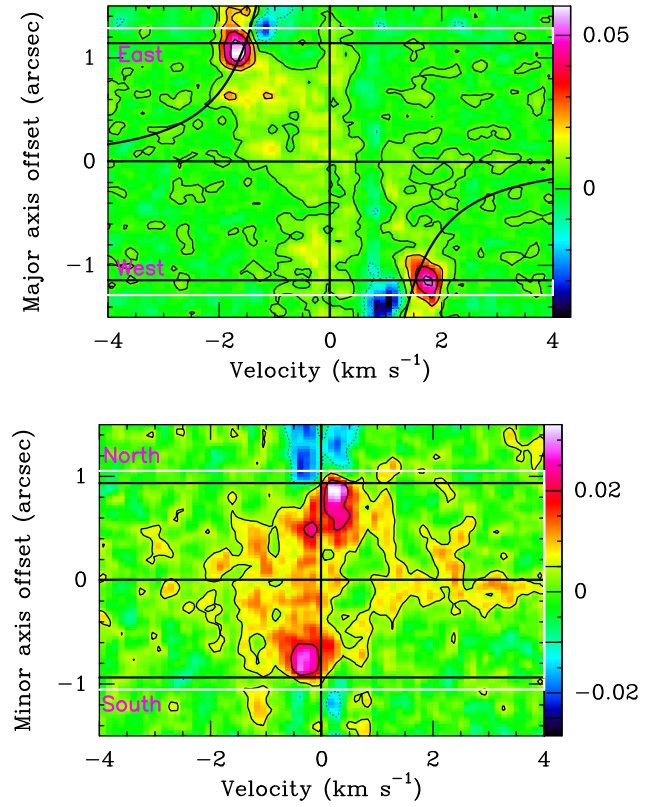 Major axis offset (arcsec)
1
0
−1
East
West
0.05
0
−4
−2
0
2
4
Velocity (km s⁻¹)
Minor axis offset (arcsec)
1
0
−1
North
South
0.02
0
−0.02
−4
−2
0
2
4
Velocity (km s⁻¹)